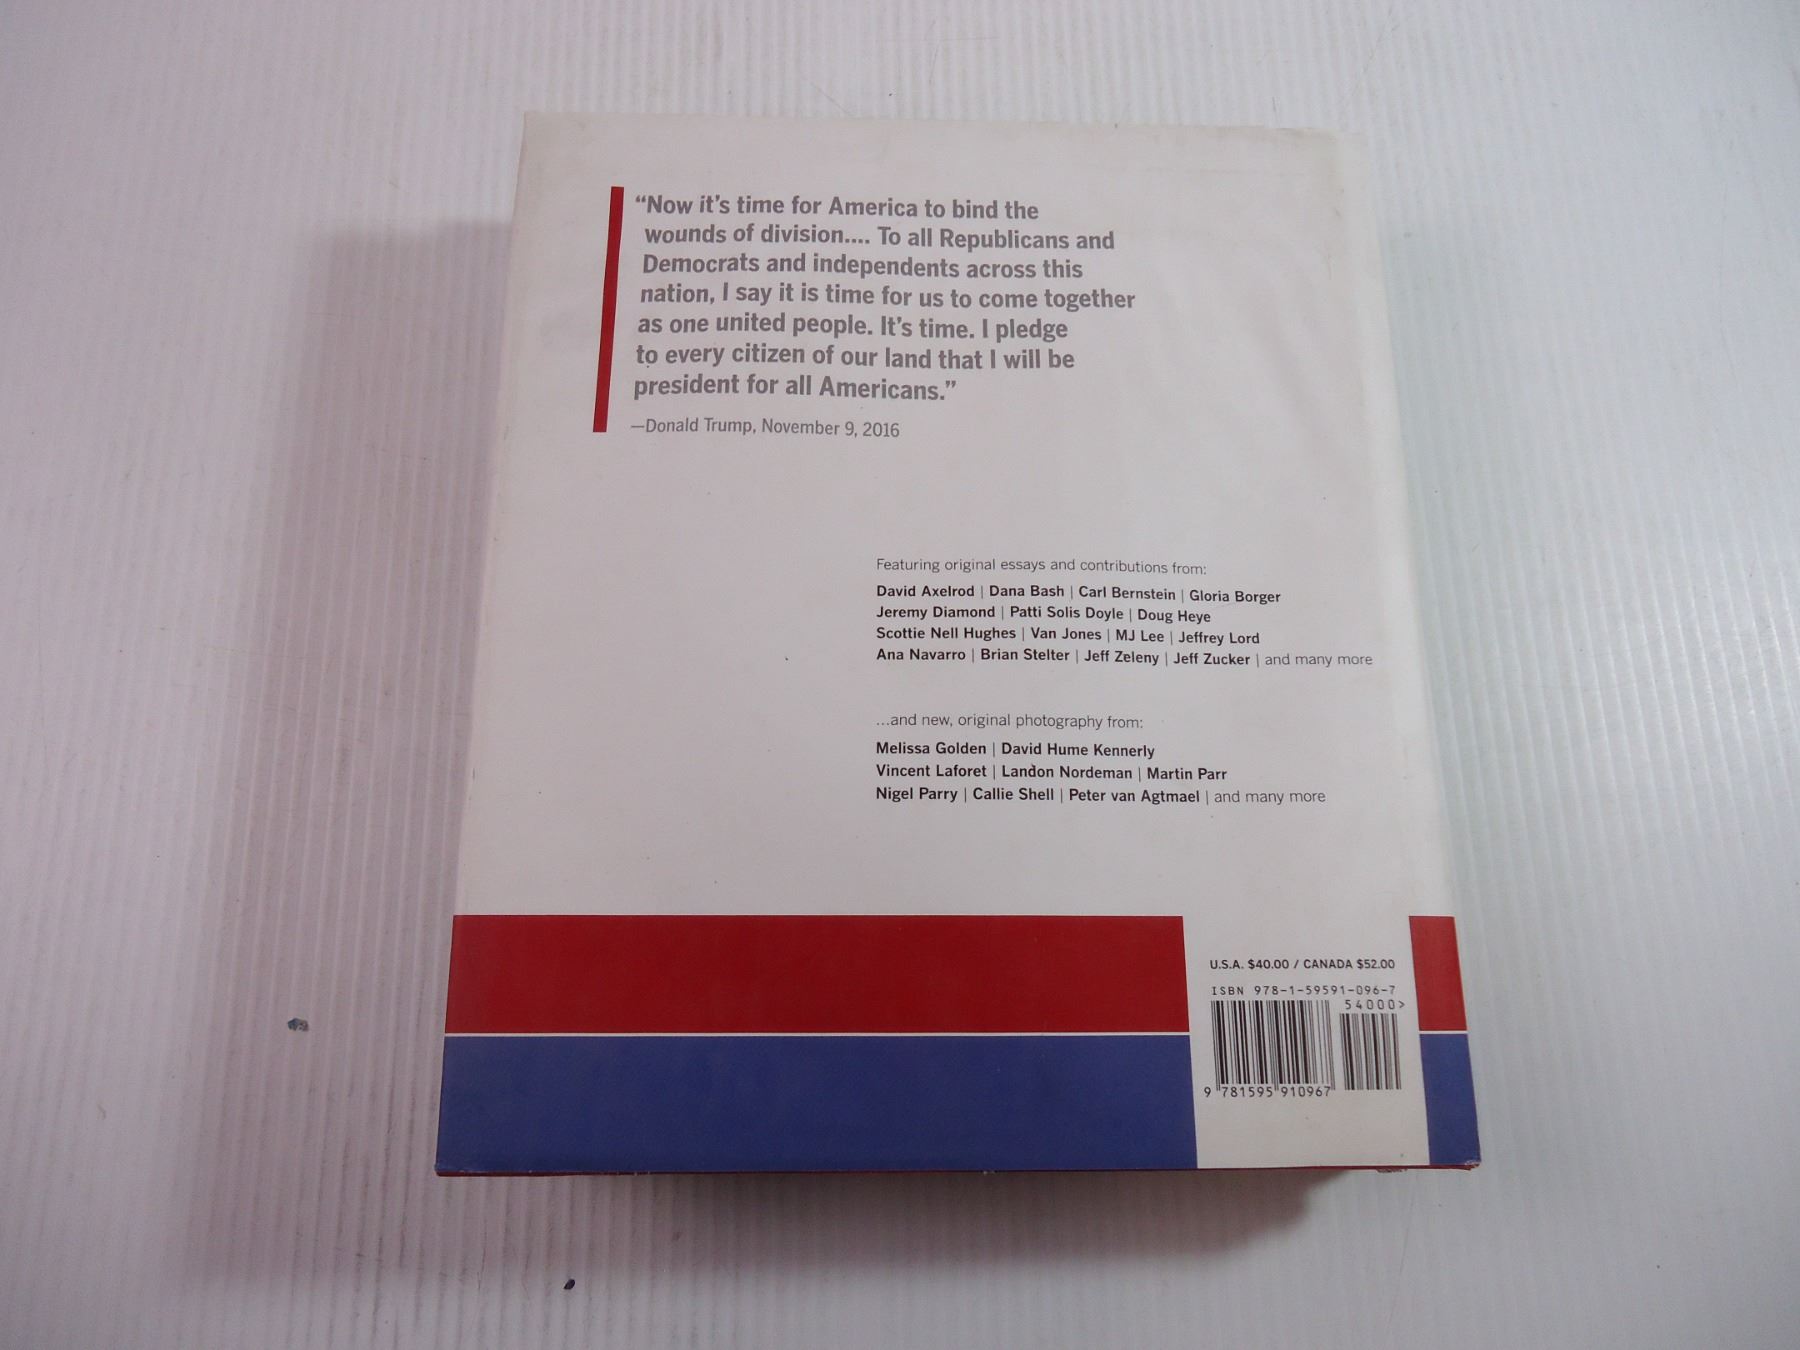 “Now it’s time for America to bind the
wounds of division.... To all Republicans and
Democrats and independents across this
nation, I say it is time for us to come together
as one united people. It’s time. I pledge
to every citizen of our land that I will be
president for all Americans.”
—Donald Trump, November 9, 2016
Featuring original essays and contributions from:
David Axelrod | Dana Bash | Carl Bernstein | Gloria Borger
Jeremy Diamond | Patti Solis Doyle | Doug Heye
Scottie Nell Hughes | Van Jones | MJ Lee | Jeffrey Lord
Ana Navarro | Brian Stelter | Jeff Zeleny | Jeff Zucker | and many more
...and new, original photography from:
Melissa Golden | David Hume Kennerly
Vincent Laforet | Landon Nordeman | Martin Parr
Nigel Parry | Callie Shell | Peter van Agtmael | and many more
U.S.A. $40.00 / CANADA $52.00
ISBN 978-1-59591-096-7
54000>
9 781595 910967